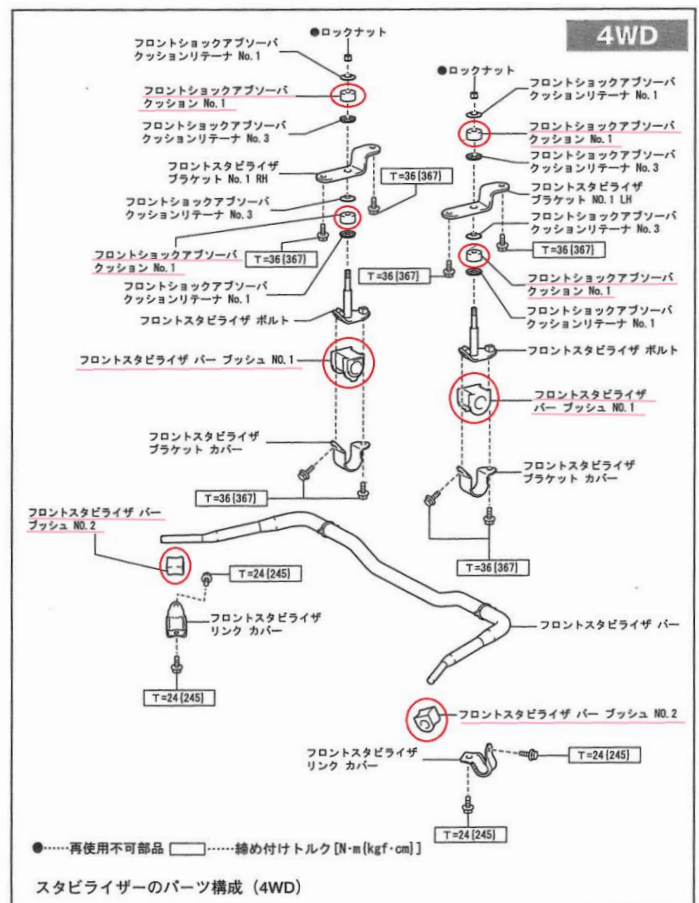 4WD
●ロックナット
フロントショックアブソーバ
クッションリテーナ No.1
フロントショックアブソーバ
クッション No.1
フロントショックアブソーバ
クッションリテーナ No.3
フロントスタビライザ
ブラケット No.1 RH
T=36{367}
フロントショックアブソーバ
クッションリテーナ No.3
フロントショックアブソーバ
クッション No.1
T=36{367}
フロントショックアブソーバ
クッションリテーナ No.1
フロントスタビライザ ボルト
フロントスタビライザ バー ブッシュ NO.1
フロントスタビライザ
ブラケット カバー
T=36{367}
●ロックナット
フロントショックアブソーバ
クッションリテーナ No.1
フロントショックアブソーバ
クッション No.1
フロントショックアブソーバ
クッションリテーナ No.3
フロントスタビライザ
ブラケット NO.1 LH
フロントショックアブソーバ
クッションリテーナ No.3
T=36{367}
T=36{367}
フロントショックアブソーバ
クッション No.1
フロントショックアブソーバ
クッションリテーナ No.1
フロントスタビライザ ボルト
フロントスタビライザ
バー ブッシュ NO.1
フロントスタビライザ
ブラケット カバー
T=36{367}
フロントスタビライザ バー
ブッシュ NO.2
T=24{245}
フロントスタビライザ
リンク カバー
T=24{245}
フロントスタビライザ バー
フロントスタビライザ バー ブッシュ NO.2
フロントスタビライザ
リンク カバー
T=24{245}
T=24{245}
●‥‥‥再使用不可部品 ‥‥‥締め付けトルク[N･m{kgf･cm}]
スタビライザーのパーツ構成（4WD）